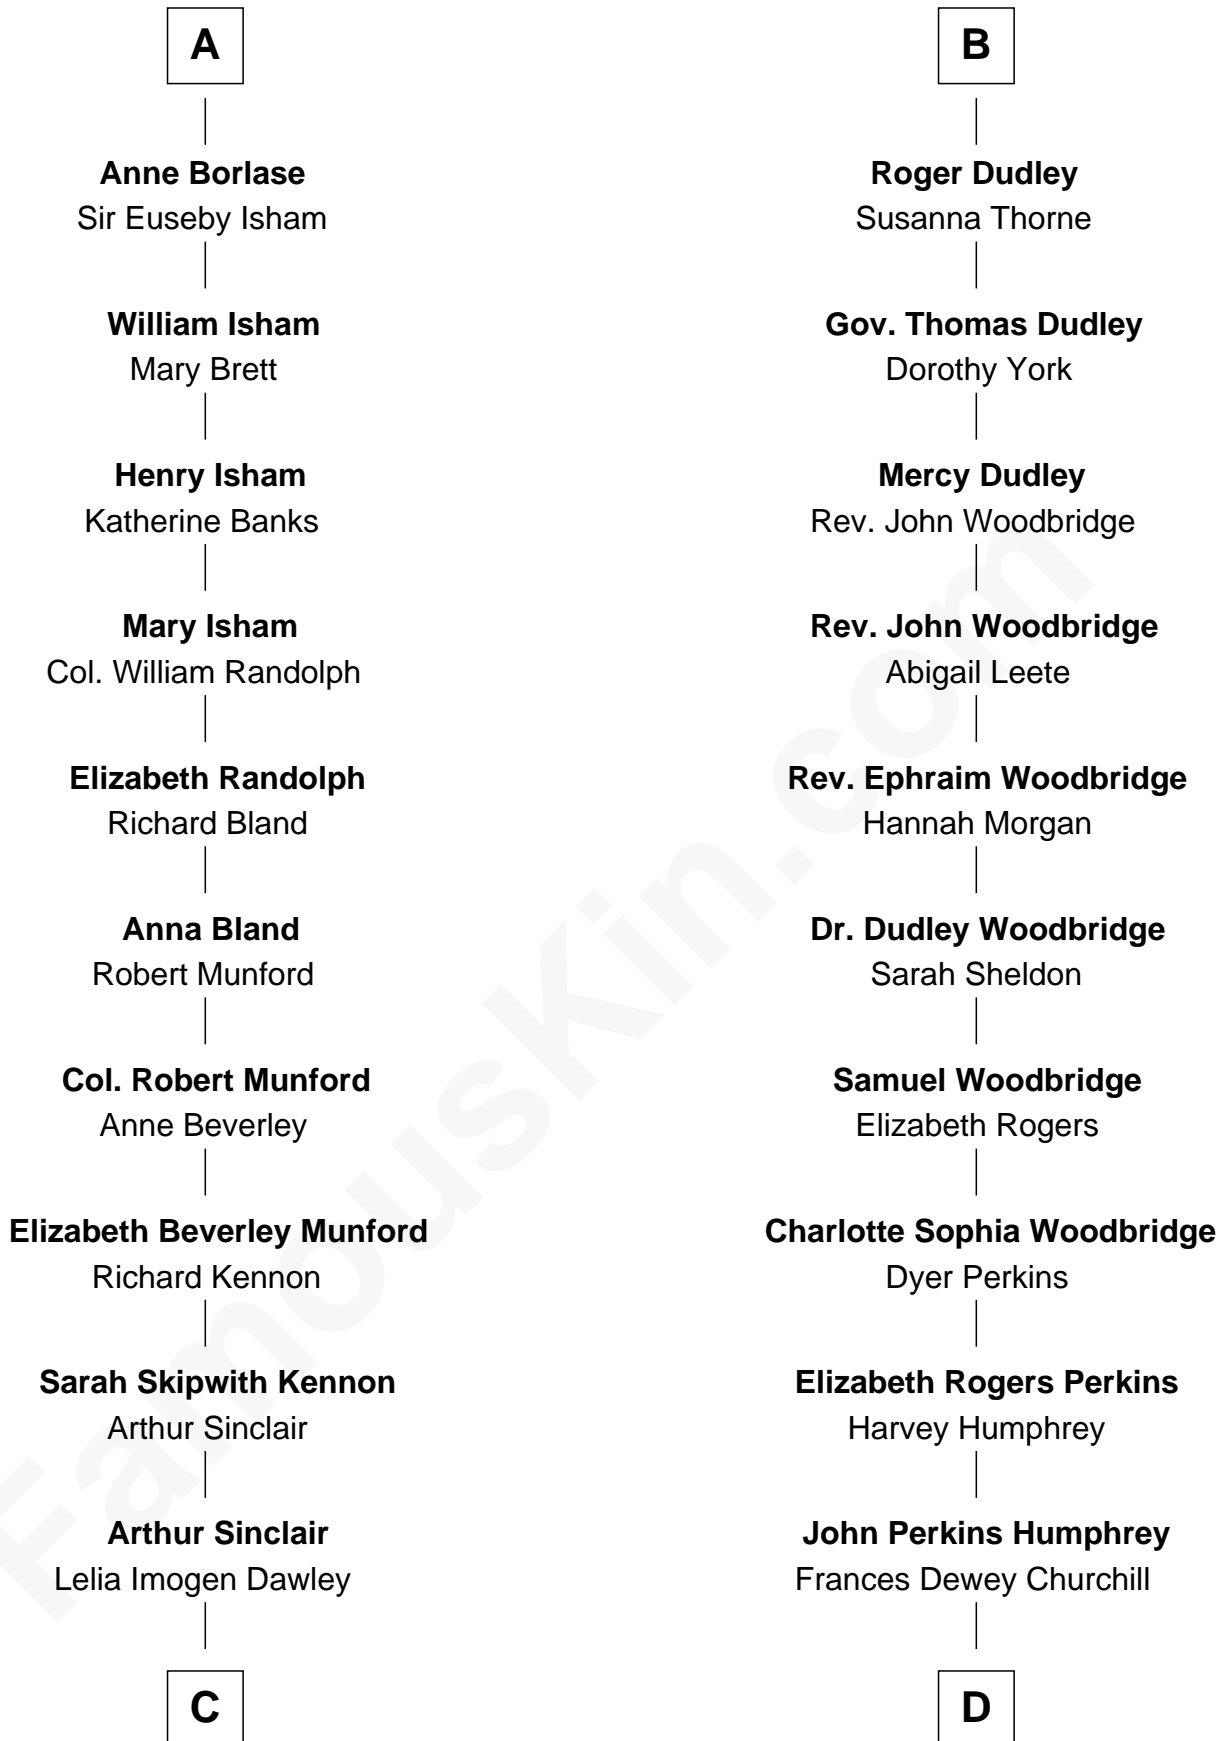 A
Anne Borlase
Sir Euseby Isham
William Isham
Mary Brett
Henry Isham
Katherine Banks
Mary Isham
Col. William Randolph
Elizabeth Randolph
Richard Bland
Anna Bland
Robert Munford
Col. Robert Munford
Anne Beverley
Elizabeth Beverley Munford
Richard Kennon
Sarah Skipwith Kennon
Arthur Sinclair
Arthur Sinclair
Lelia Imogen Dawley
C
B
Roger Dudley
Susanna Thorne
Gov. Thomas Dudley
Dorothy York
Mercy Dudley
Rev. John Woodbridge
Rev. John Woodbridge
Abigail Leete
Rev. Ephraim Woodbridge
Hannah Morgan
Dr. Dudley Woodbridge
Sarah Sheldon
Samuel Woodbridge
Elizabeth Rogers
Charlotte Sophia Woodbridge
Dyer Perkins
Elizabeth Rogers Perkins
Harvey Humphrey
John Perkins Humphrey
Frances Dewey Churchill
D
FamousKin.com